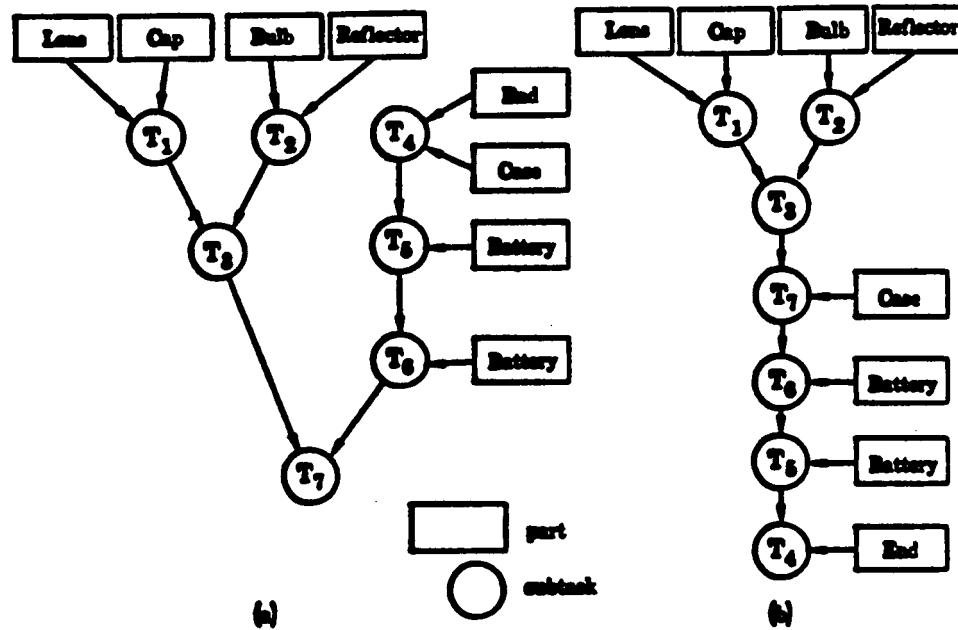 Lens Cap Bulb Reflector Lens Cap Bulb Reflector
End
T1 T2 T4 T1 T2
Case
T3
T3 T5 Battery
T7 Case
T6 Battery T6 Battery
T7 T5 Battery
part T4 End
subtask
(a) (b)